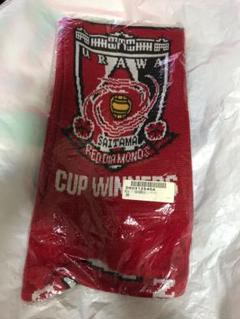 URAWA
SAITAMA
RED DIAMONDS
CUP WINNERS